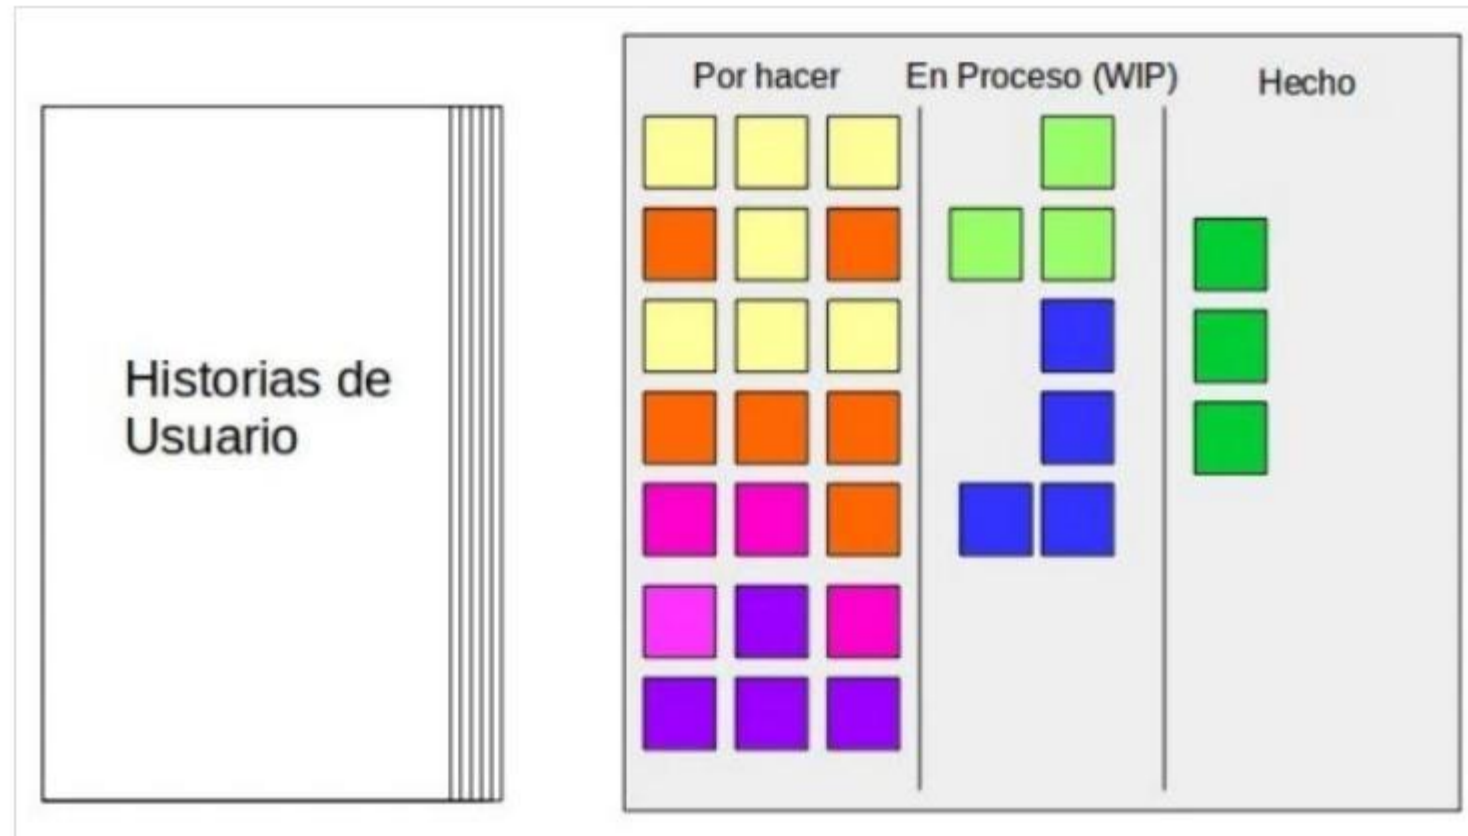 Historias de
Usuario
Por hacer
En Proceso (WIP)
Hecho